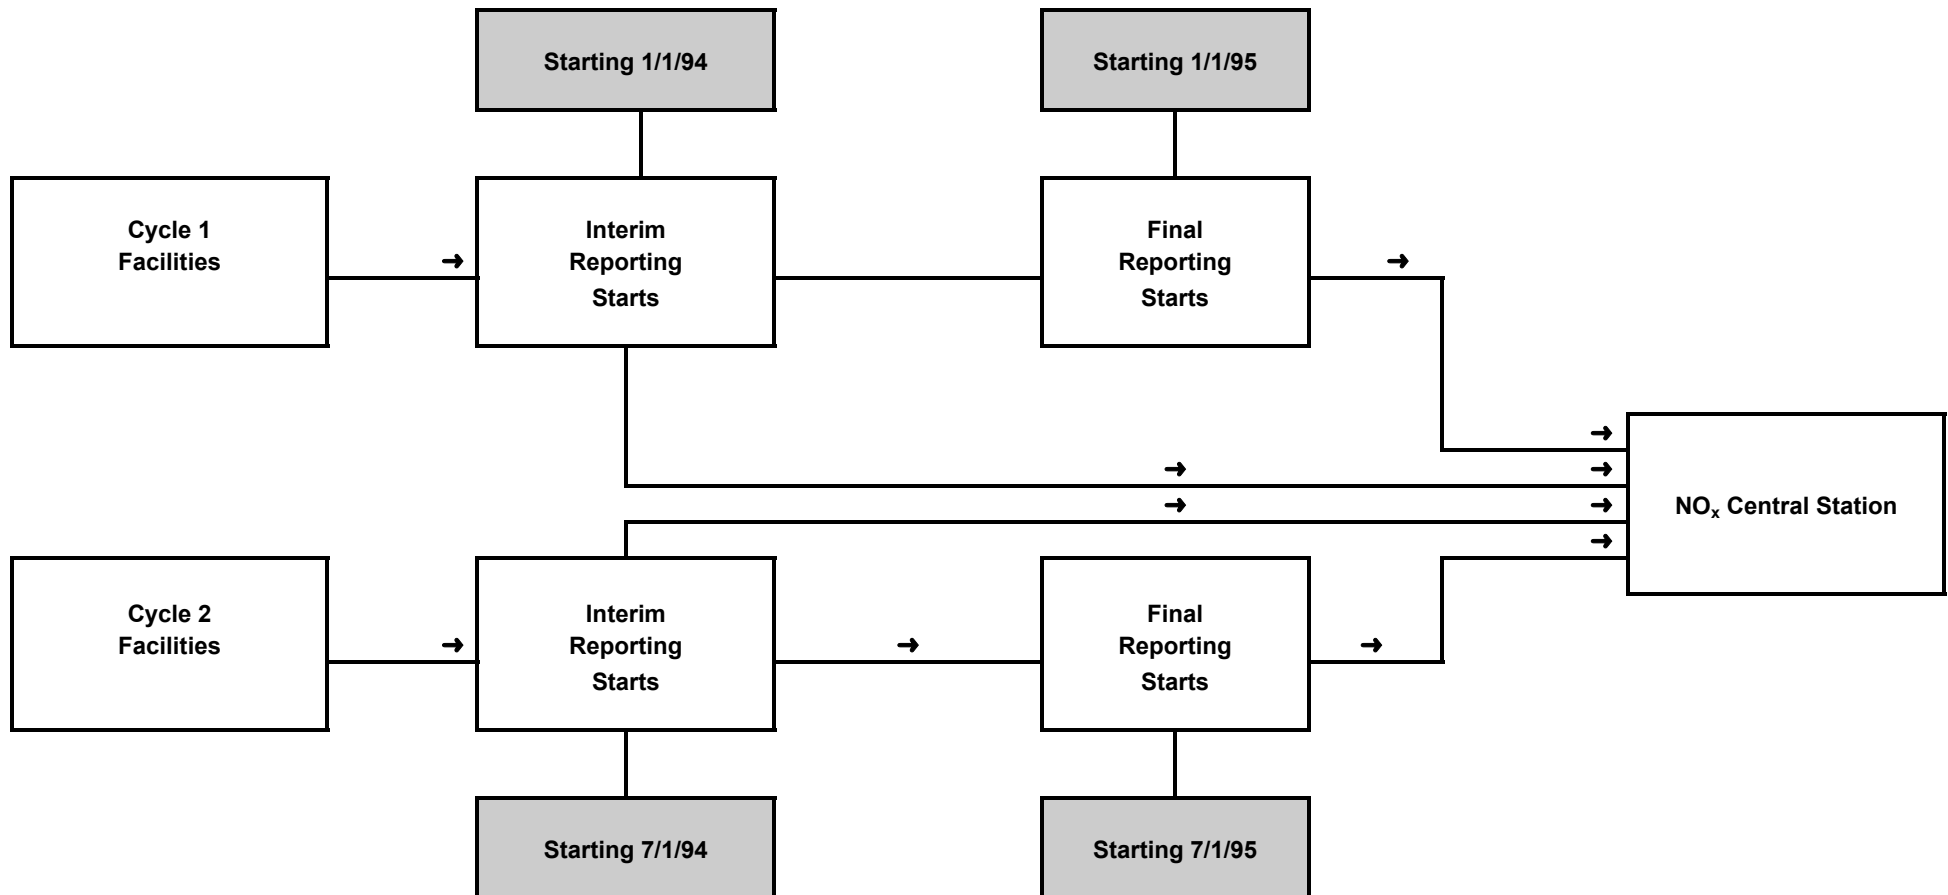 Starting 1/1/94
Starting 1/1/95
Cycle 1
Facilities
Interim
Reporting
Starts
Final
Reporting
Starts
NOx Central Station
Cycle 2
Facilities
Interim
Reporting
Starts
Final
Reporting
Starts
Starting 7/1/94
Starting 7/1/95